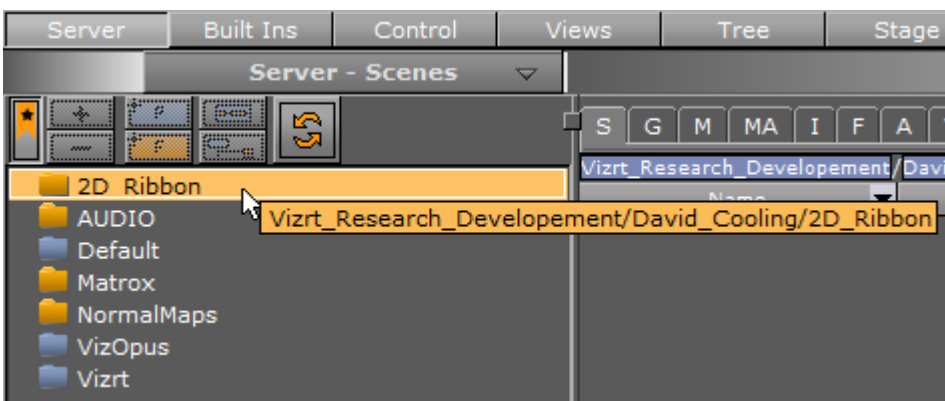 Server Built Ins Control Views Tree Stage
Server - Scenes
S G M MA I F A
Vizrt_Research_Developement/Davi
2D_Ribbon
Vizrt_Research_Developement/David_Cooling/2D_Ribbon
AUDIO
Default
Matrox
NormalMaps
VizOpus
Vizrt